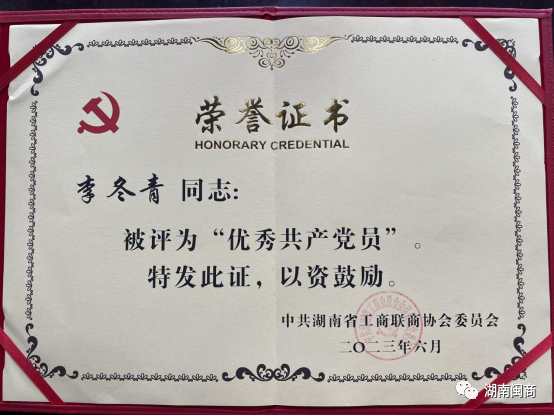 荣誉证书
HONORARY CREDENTIAL
李冬青 同志：
被评为“优秀共产党员”。
特发此证，以资鼓励。
中共湖南省工商联商协会委员会
二〇二三年六月
湖南闽商